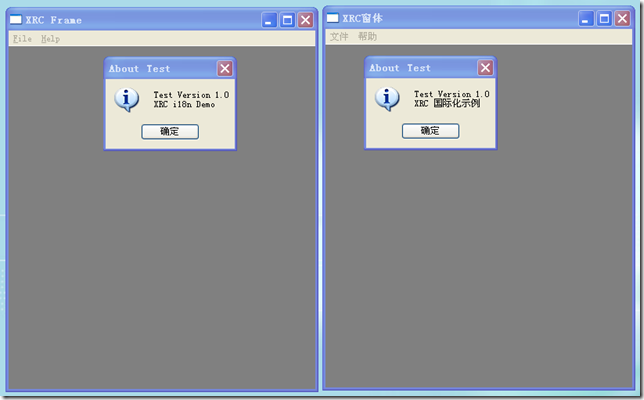 XRC Frame
File Help
About Test
Test Version 1.0
XRC i18n Demo
确定
XRC窗体
文件 帮助
About Test
Test Version 1.0
XRC 国际化示例
确定